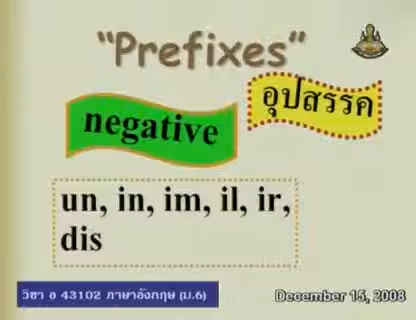 “Prefixes”
อุปสรรค
negative
un, in, im, il, ir,
dis
วิชา อ 43102 ภาษาอังกฤษ (ม.6)
December 15, 2008